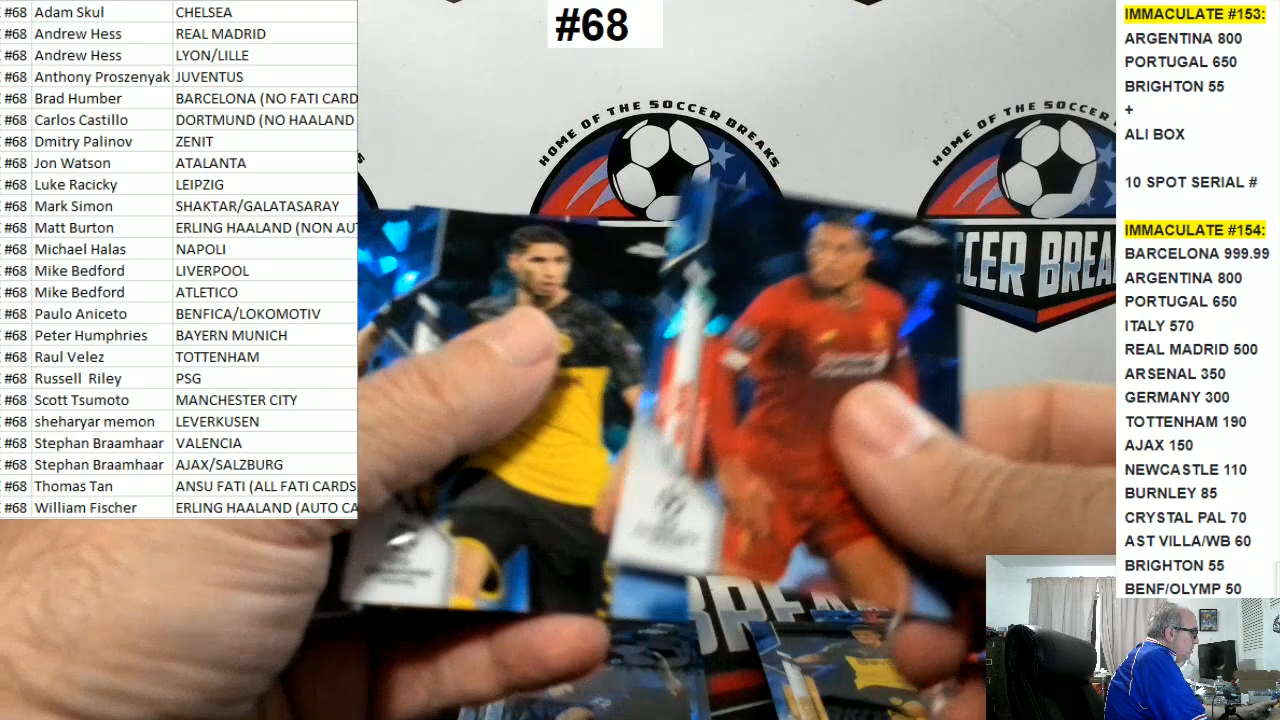 #68
#68 Adam Skul CHELSEA
#68 Andrew Hess REAL MADRID
#68 Andrew Hess LYON/LILLE
#68 Anthony Proszenyak JUVENTUS
#68 Brad Humber BARCELONA (NO FATI CARD
#68 Carlos Castillo DORTMUND (NO HAALAND
#68 Dmitry Palinov ZENIT
#68 Jon Watson ATALANTA
#68 Luke Racicky LEIPZIG
#68 Mark Simon SHAKTAR/GALATASARAY
#68 Matt Burton ERLING HAALAND (NON AU
#68 Michael Halas NAPOLI
#68 Mike Bedford LIVERPOOL
#68 Mike Bedford ATLETICO
#68 Paulo Aniceto BENFICA/LOKOMOTIV
#68 Peter Humphries BAYERN MUNICH
#68 Raul Velez TOTTENHAM
#68 Russell Riley PSG
#68 Scott Tsumoto MANCHESTER CITY
#68 sheharyar memon LEVERKUSEN
#68 Stephan Braamhaar VALENCIA
#68 Stephan Braamhaar AJAX/SALZBURG
#68 Thomas Tan ANSU FATI (ALL FATI CARDS
#68 William Fischer ERLING HAALAND (AUTO CA
HOME OF THE SOCCER BREAKS
HOME OF THE SOCCER
CCER BREA
BREA
IMMACULATE #153:
ARGENTINA 800
PORTUGAL 650
BRIGHTON 55
+
ALI BOX
10 SPOT SERIAL #
IMMACULATE #154:
BARCELONA 999.99
ARGENTINA 800
PORTUGAL 650
ITALY 570
REAL MADRID 500
ARSENAL 350
GERMANY 300
TOTTENHAM 190
AJAX 150
NEWCASTLE 110
BURNLEY 85
CRYSTAL PAL 70
AST VILLA/WB 60
BRIGHTON 55
BENF/OLYMP 50